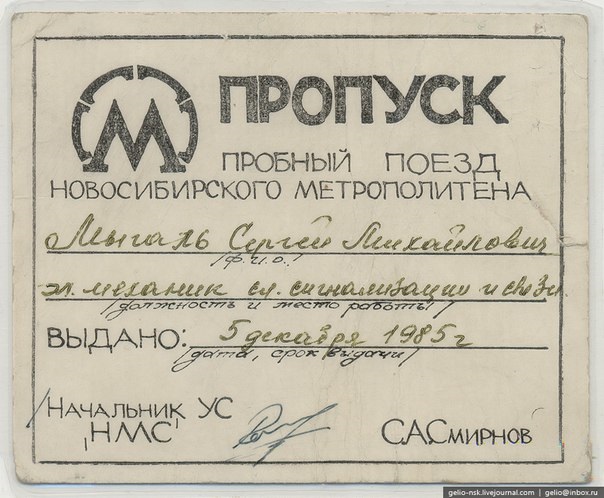 М ПРОПУСК
ПРОБНЫЙ ПОЕЗД
НОВОСИБИРСКОГО МЕТРОПОЛИТЕНА
Мыгаль Сергей Михайлович
(Ф.И.О.)
эл. механик сл. сигнализации и связи.
(должность и место работы)
ВЫДАНО: 5 декабря 1985 г
(дата, срок выдачи)
/НАЧАЛЬНИК УС
"НМС"
С.А.СМИРНОВ
gelio-nsk.livejournal.com | gelio@inbox.ru